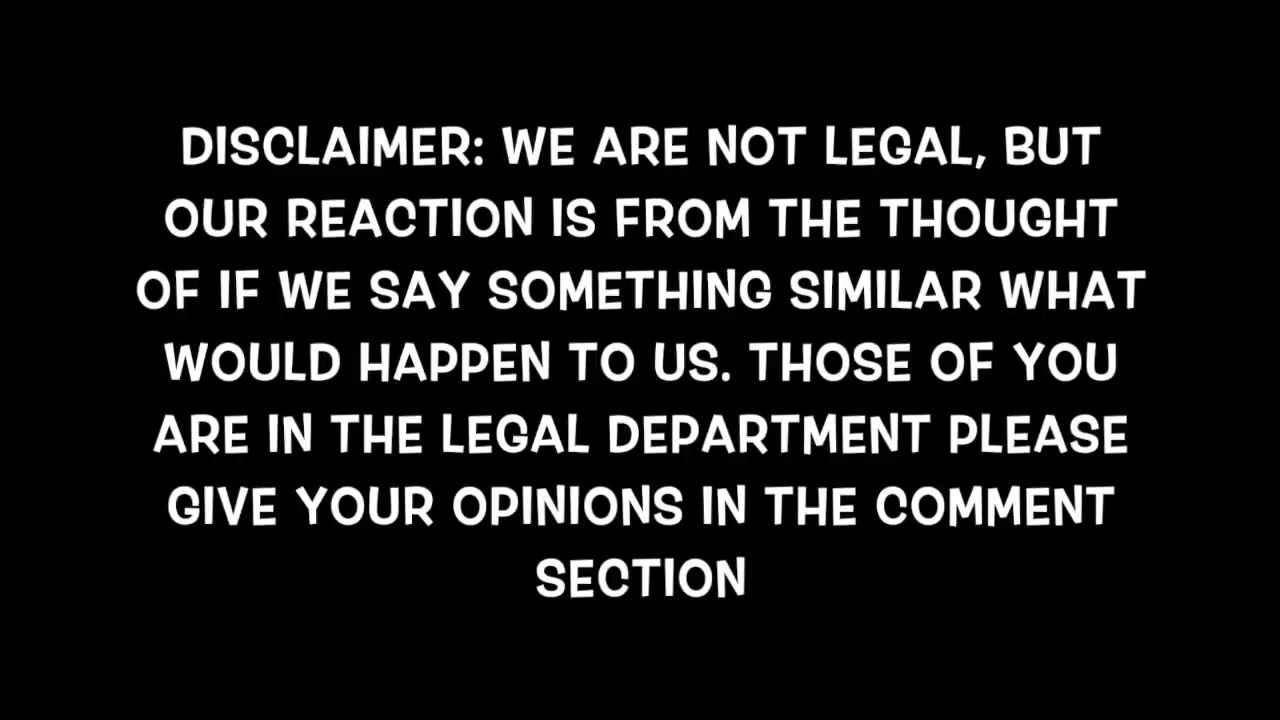 DISCLAIMER: WE ARE NOT LEGAL, BUT
OUR REACTION IS FROM THE THOUGHT
OF IF WE SAY SOMETHING SIMILAR WHAT
WOULD HAPPEN TO US. THOSE OF YOU
ARE IN THE LEGAL DEPARTMENT PLEASE
GIVE YOUR OPINIONS IN THE COMMENT
SECTION